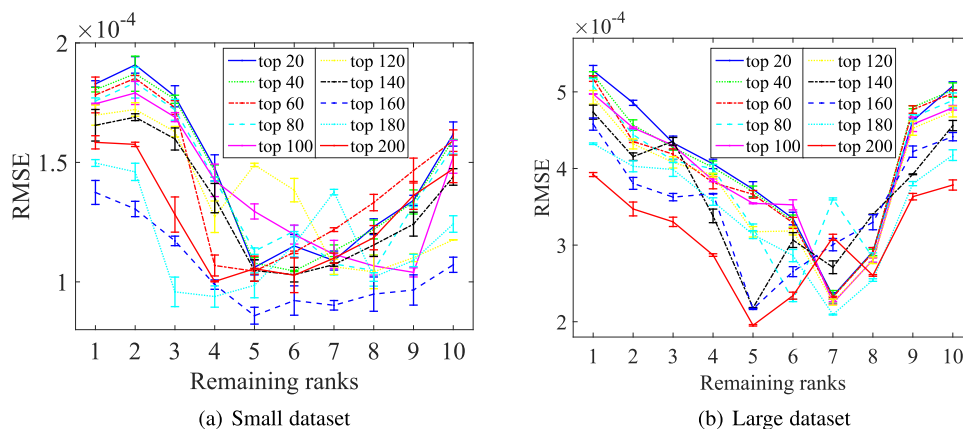 ×10⁻⁴
2
1.5
1
RMSE
top 20
top 40
top 60
top 80
top 100
top 120
top 140
top 160
top 180
top 200
1 2 3 4 5 6 7 8 9 10
Remaining ranks
(a) Small dataset
×10⁻⁴
5
4
3
2
RMSE
top 20
top 40
top 60
top 80
top 100
top 120
top 140
top 160
top 180
top 200
1 2 3 4 5 6 7 8 9 10
Remaining ranks
(b) Large dataset